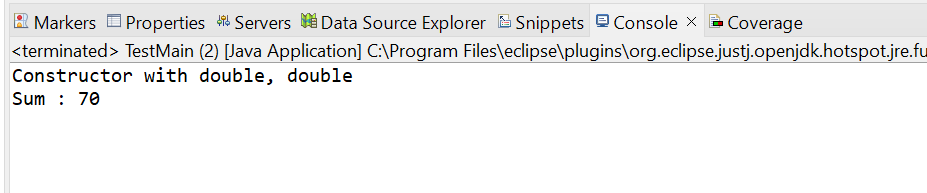 Markers Properties Servers Data Source Explorer Snippets Console Coverage
<terminated> TestMain (2) [Java Application] C:\Program Files\eclipse\plugins\org.eclipse.justj.openjdk.hotspot.jre.fu
Constructor with double, double
Sum : 70